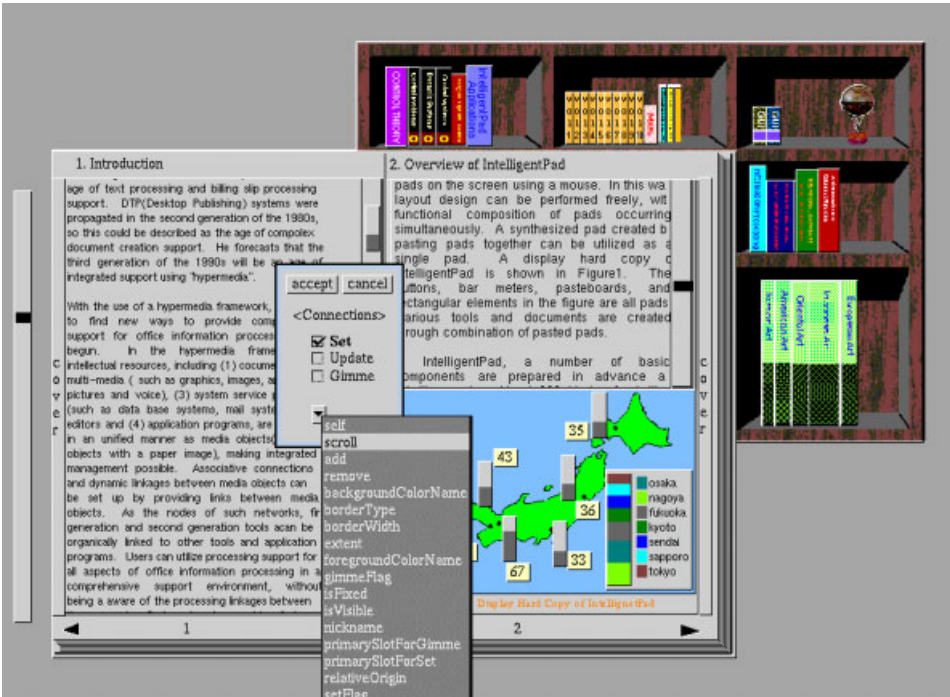 CONTROL THEORY
IntelligentPad
Applications
European Art
Oriental Art
American Art
1. Introduction
age of text processing and billing slip processing
support. DTP(Desktop Publishing) systems were
propagated in the second generation of the 1980s,
so this could be described as the age of compolex
document creation support. He forecasts that the
third generation of the 1990s will be an age of
integrated support using "hypermedia".
With the use of a hypermedia framework,
to find new ways to provide comp
support for office information proccess
begun. In the hypermedia frame
intellectual resources, including (1) cocume
multi-media ( such as graphics, images, a
pictures and voice), (3) system service
(such as data base systems, mail syste
editors and (4) application programs, are
in an unified manner as media objects(
objects with a paper image), making integrated
management possible. Associative connections
and dynamic linkages between media objects can
be set up by providing links between media
objects. As the nodes of such networks, fir
generation and second generation tools acan be
organically linked to other tools and application
programs. Users can utilize processing support for
all aspects of office information processing in a
comprehensive support environment, without
being a aware of the processing linkages between
cover
1
2. Overview of IntelligentPad
pads on the screen using a mouse. In this wa
layout design can be performed freely, wit
functional composition of pads occurring
simultaneously. A synthesized pad created b
pasting pads together can be utilized as a
single pad. A display hard copy o
ntelligentPad is shown in Figure1. The
uttons, bar meters, pasteboards, and
ectangular elements in the figure are all pads
arious tools and documents are created
hrough combination of pasted pads.
IntelligentPad, a number of basic
omponents are prepared in advance a
cover
35
43
36
33
67
osaka
nagoya
fukuoka
kyoto
sendai
sapporo
tokyo
Display Hard Copy of IntellignetPad
2
accept cancel
<Connections>
Set
Update
Gimme
self
scroll
add
remove
backgroundColorName
borderType
borderWidth
extent
foregroundColorName
gimmeFlag
isFixed
isVisible
nickname
primarySlotForGimme
primarySlotForSet
relativeOrigin
setFlag